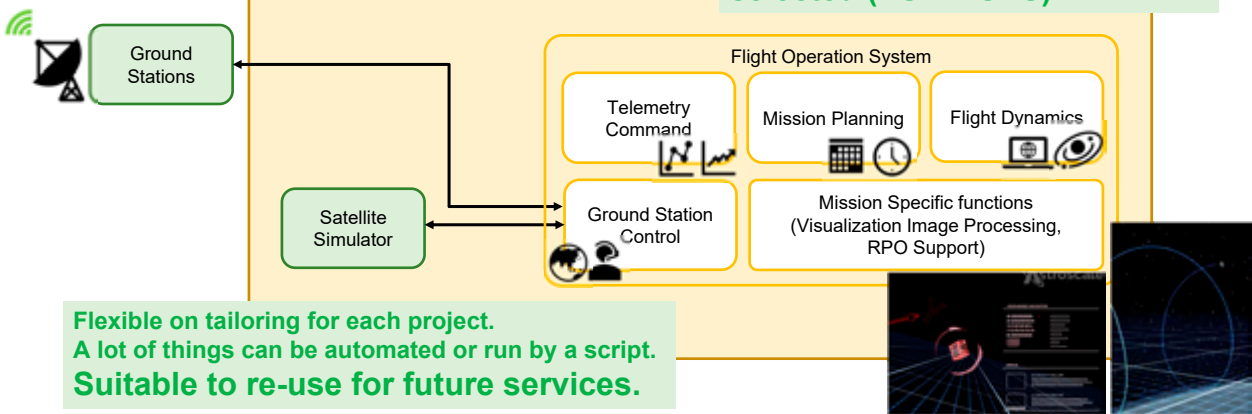 Ground
Stations
Flight Operation System
Telemetry
Command
Mission Planning
Flight Dynamics
Satellite
Simulator
Ground Station
Control
Mission Specific functions
(Visualization Image Processing,
RPO Support)
Astroscale
Flexible on tailoring for each project.
A lot of things can be automated or run by a script.
Suitable to re-use for future services.